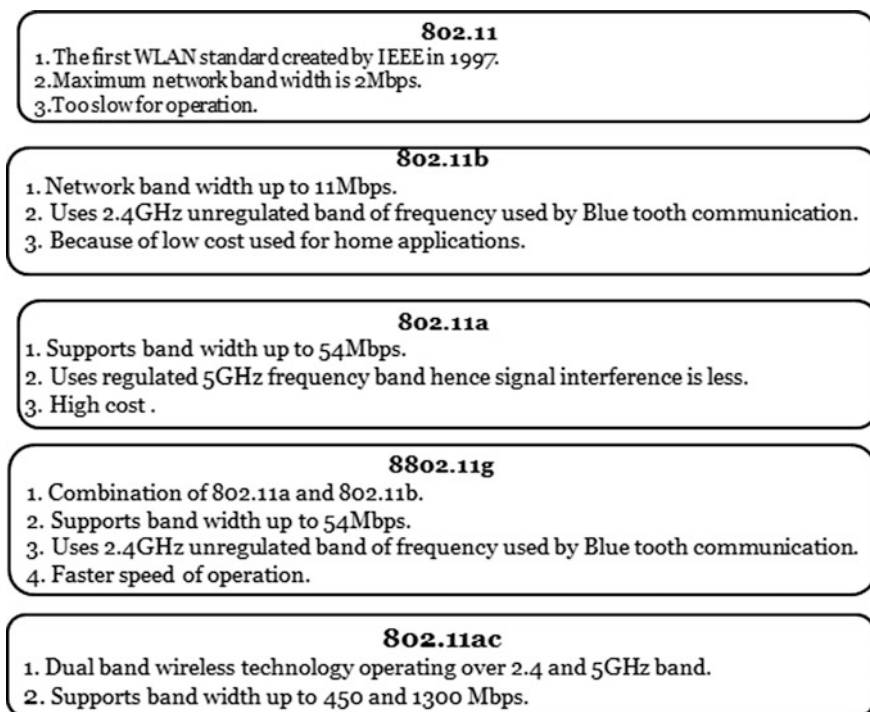 802.11
1. The first WLAN standard created by IEEE in 1997.
2.Maximum network band width is 2Mbps.
3.Too slow for operation.
802.11b
1. Network band width up to 11Mbps.
2. Uses 2.4GHz unregulated band of frequency used by Blue tooth communication.
3. Because of low cost used for home applications.
802.11a
1. Supports band width up to 54Mbps.
2. Uses regulated 5GHz frequency band hence signal interference is less.
3. High cost .
8802.11g
1. Combination of 802.11a and 802.11b.
2. Supports band width up to 54Mbps.
3. Uses 2.4GHz unregulated band of frequency used by Blue tooth communication.
4. Faster speed of operation.
802.11ac
1. Dual band wireless technology operating over 2.4 and 5GHz band.
2. Supports band width up to 450 and 1300 Mbps.